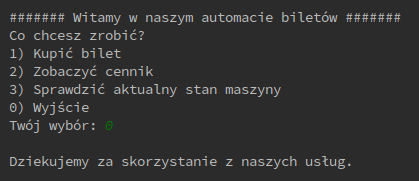 ####### Witamy w naszym automacie biletów #######
Co chcesz zrobić?
1) Kupić bilet
2) Zobaczyć cennik
3) Sprawdzić aktualny stan maszyny
0) Wyjście
Twój wybór: 0
Dziekujemy za skorzystanie z naszych usług.